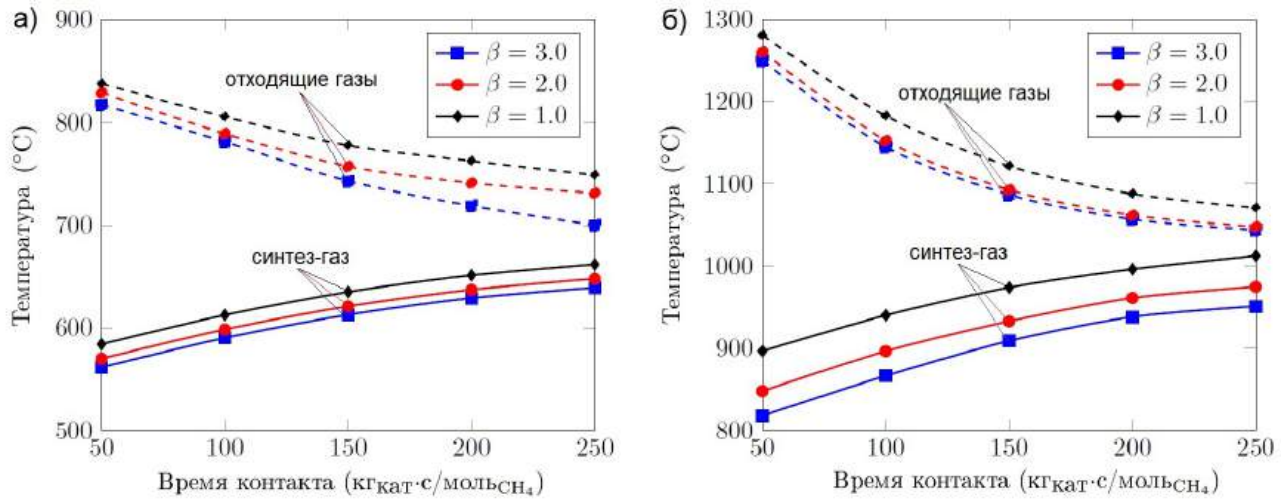 а)
900
800
700
600
500
50
100
150
200
250
Температура (°C)
Время контакта (кгкат·с/мольCH4)
β = 3.0
β = 2.0
β = 1.0
отходящие газы
синтез-газ
б)
1300
1200
1100
1000
900
800
50
100
150
200
250
Температура (°C)
Время контакта (кгкат·с/мольCH4)
β = 3.0
β = 2.0
β = 1.0
отходящие газы
синтез-газ